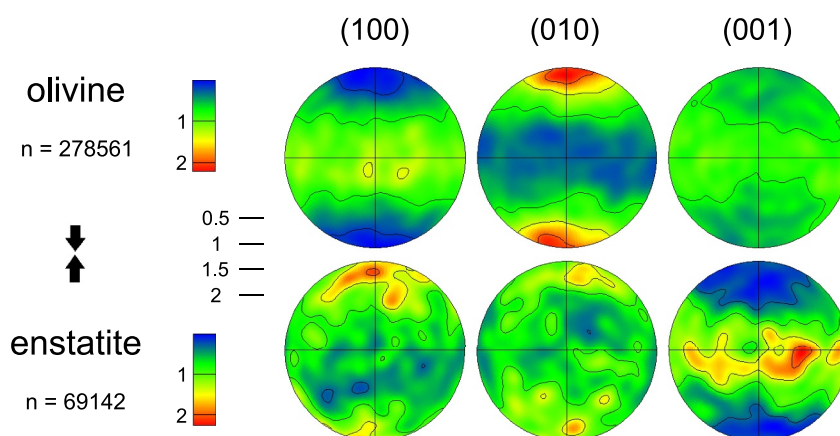 (100) (010) (001)
olivine
n = 278561
1
2
0.5
1
1.5
2
enstatite
n = 69142
1
2